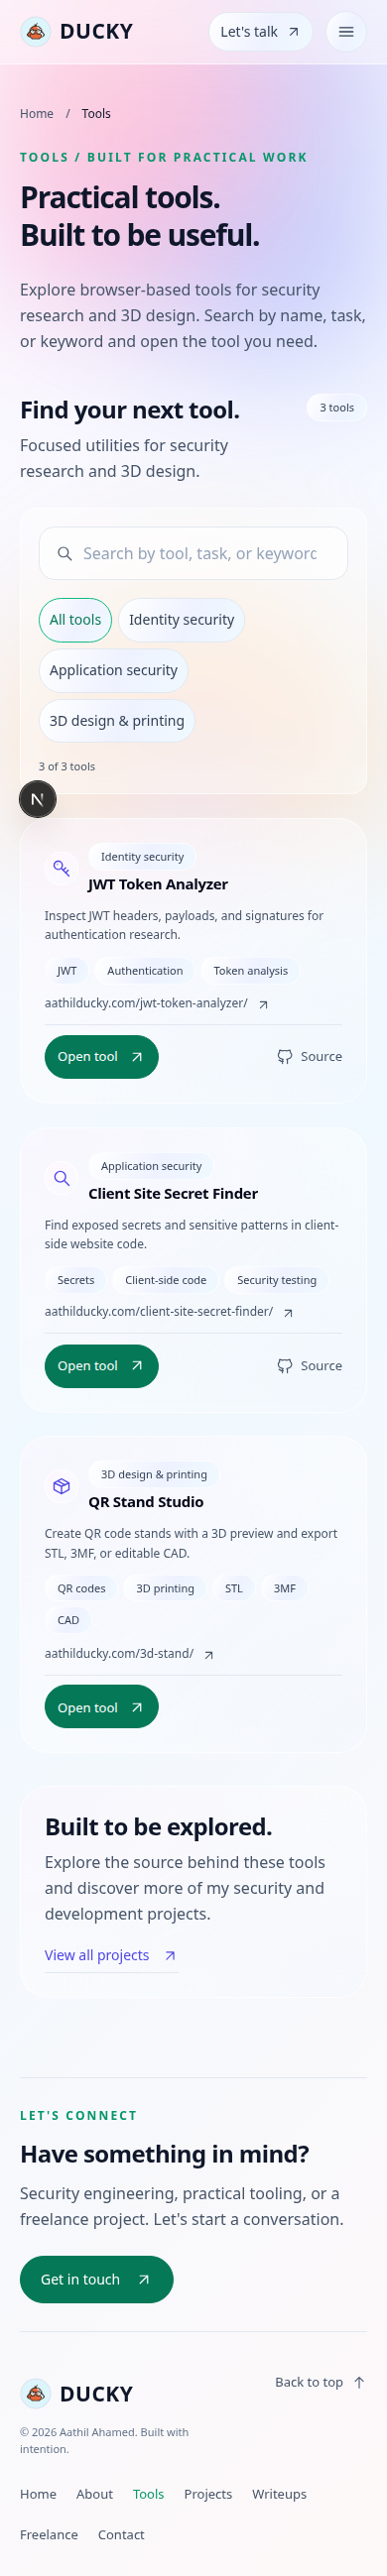 DUCKY
Let's talk
Home / Tools
TOOLS / BUILT FOR PRACTICAL WORK
Practical tools.
Built to be useful.
Explore browser-based tools for security
research and 3D design. Search by name, task,
or keyword and open the tool you need.
Find your next tool.
3 tools
Focused utilities for security
research and 3D design.
Search by tool, task, or keyworc
All tools
Identity security
Application security
3D design & printing
3 of 3 tools
N
Identity security
JWT Token Analyzer
Inspect JWT headers, payloads, and signatures for
authentication research.
JWT
Authentication
Token analysis
aathilducky.com/jwt-token-analyzer/
Open tool
Source
Application security
Client Site Secret Finder
Find exposed secrets and sensitive patterns in client-
side website code.
Secrets
Client-side code
Security testing
aathilducky.com/client-site-secret-finder/
Open tool
Source
3D design & printing
QR Stand Studio
Create QR code stands with a 3D preview and export
STL, 3MF, or editable CAD.
QR codes
3D printing
STL
3MF
CAD
aathilducky.com/3d-stand/
Open tool
Built to be explored.
Explore the source behind these tools
and discover more of my security and
development projects.
View all projects
LET'S CONNECT
Have something in mind?
Security engineering, practical tooling, or a
freelance project. Let's start a conversation.
Get in touch
DUCKY
Back to top
© 2026 Aathil Ahamed. Built with
intention.
Home About Tools Projects Writeups
Freelance Contact